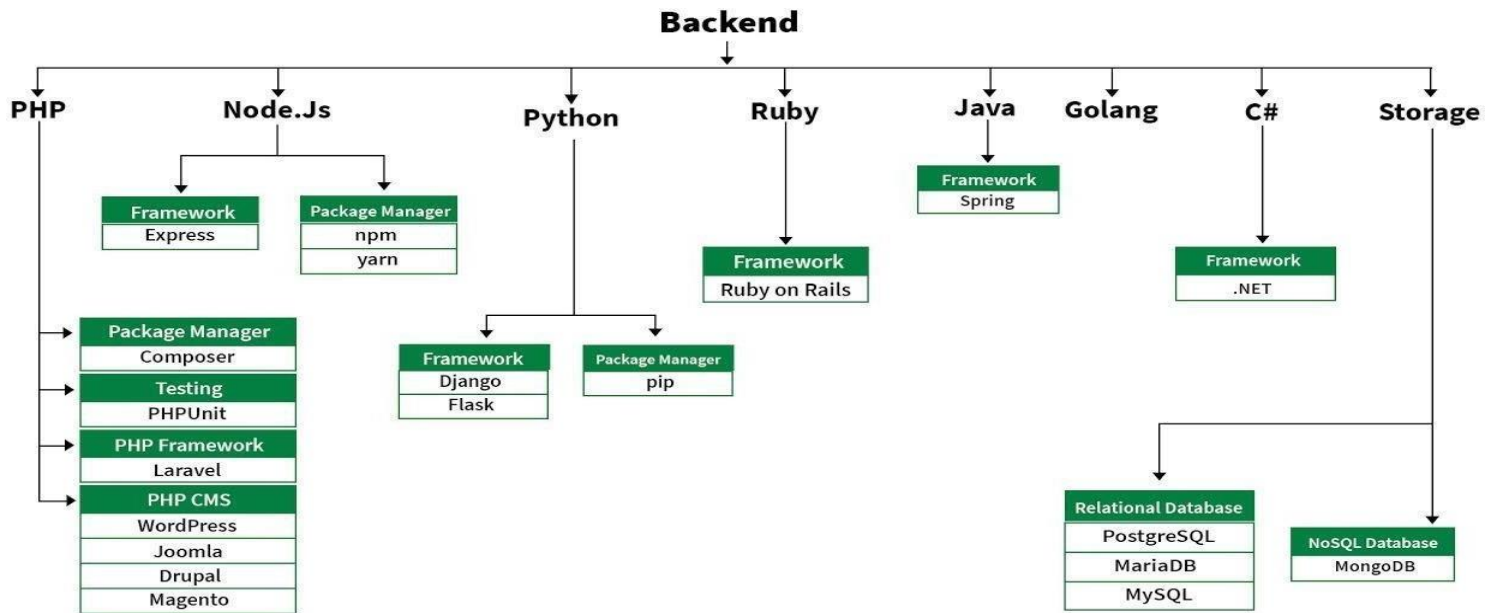 Backend
PHP
Node.Js
Python
Ruby
Java
Golang
C#
Storage
Package Manager
Composer
Testing
PHPUnit
PHP Framework
Laravel
PHP CMS
WordPress
Joomla
Drupal
Magento
Framework
Express
Package Manager
npm
yarn
Framework
Django
Flask
Package Manager
pip
Framework
Ruby on Rails
Framework
Spring
Framework
.NET
Relational Database
PostgreSQL
MariaDB
MySQL
NoSQL Database
MongoDB